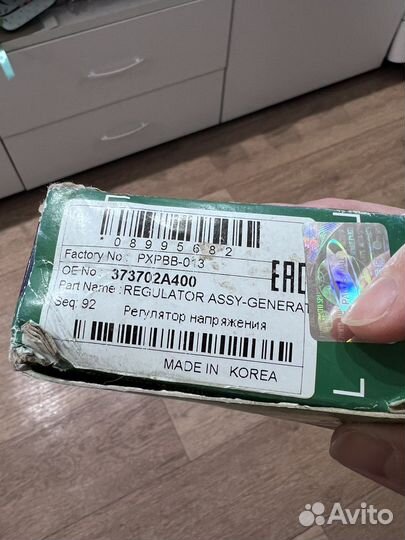 *08995682
Factory No : PXPBB-013
OE No : 373702A400
Part Name : REGULATOR ASSY-GENERAT
Seq: 92
Регулятор напряжения
MADE IN KOREA
EAC
Avito